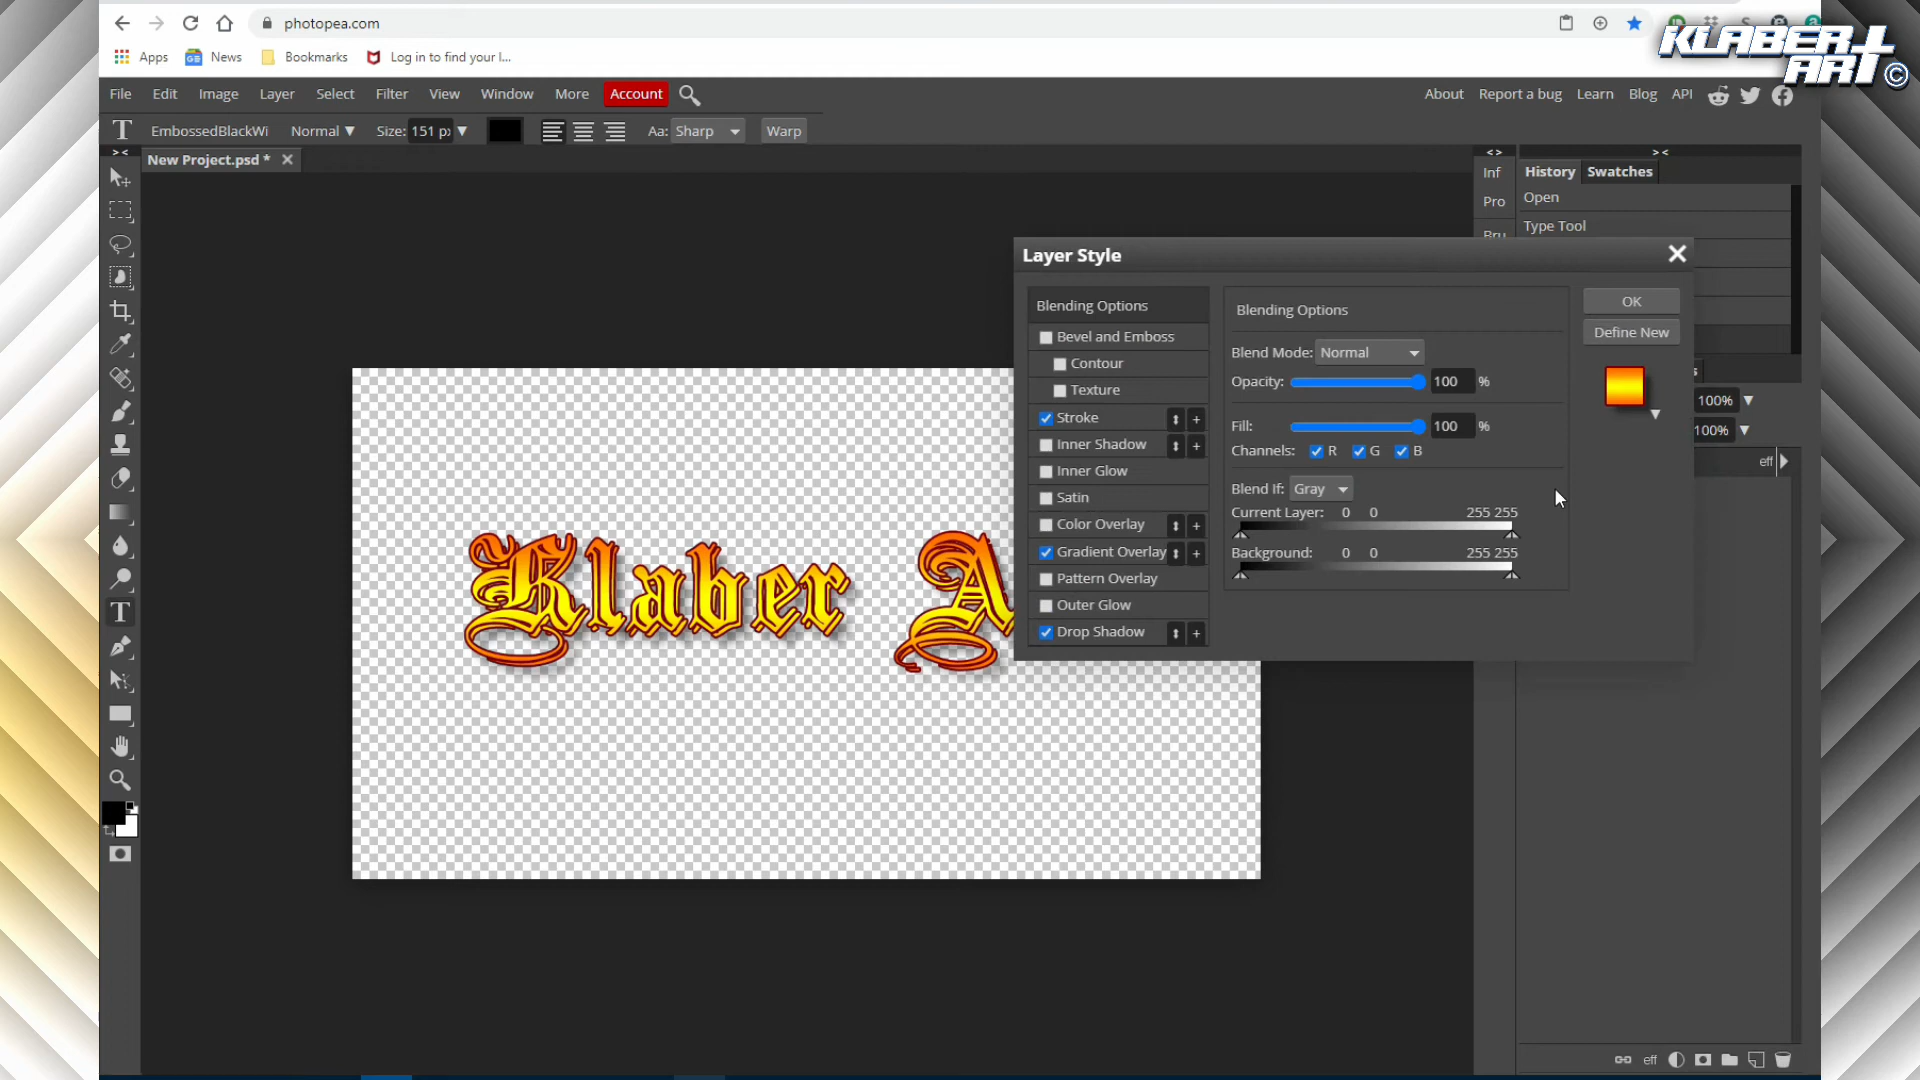 photopea.com
KLABER
ART ©
Apps News Bookmarks Log in to find your l...
File Edit Image Layer Select Filter View Window More Account
About Report a bug Learn Blog API
T EmbossedBlackWi Normal Size: 151 p Aa: Sharp Warp
New Project.psd *
> <
< >
> <
Inf
Pro
History Swatches
Open
Type Tool
Layer Style
Blending Options
Bevel and Emboss
Contour
Texture
Stroke
Inner Shadow
Inner Glow
Satin
Color Overlay
Gradient Overlay
Pattern Overlay
Outer Glow
Drop Shadow
Blending Options
Blend Mode: Normal
Opacity: 100 %
Fill: 100 %
Channels: R G B
Blend If: Gray
Current Layer: 0 0 255 255
Background: 0 0 255 255
OK
Define New
100%
100%
eff
Klaber A
eff